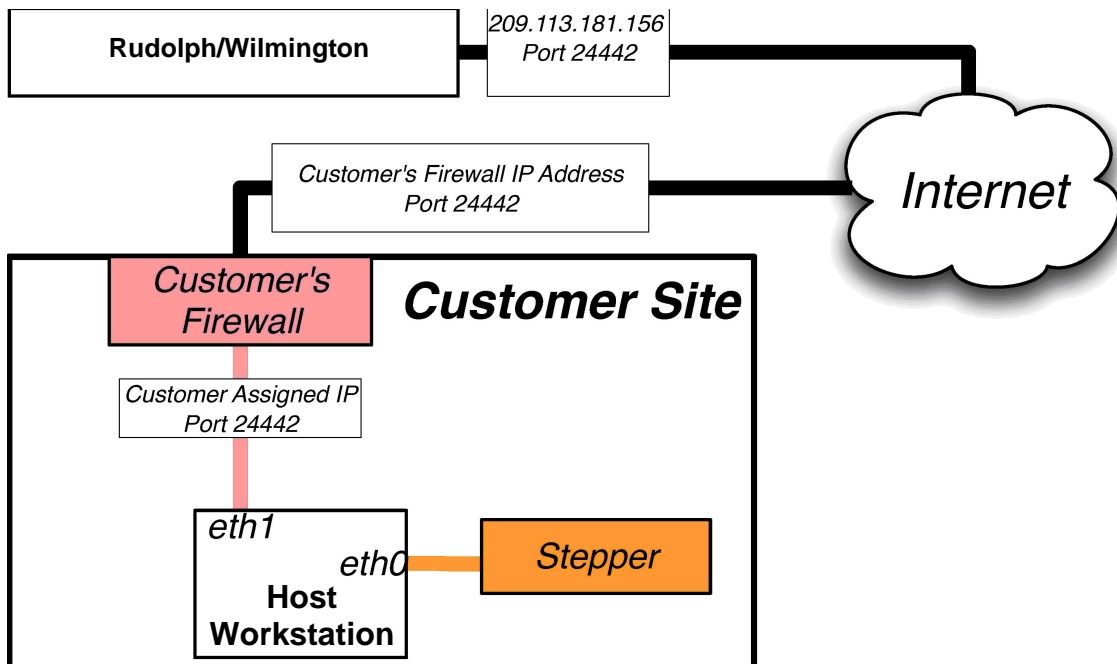 209.113.181.156
Port 24442
Rudolph/Wilmington
Customer's Firewall IP Address
Port 24442
Internet
Customer's
Firewall
Customer Site
Customer Assigned IP
Port 24442
eth1
eth0
Stepper
Host
Workstation